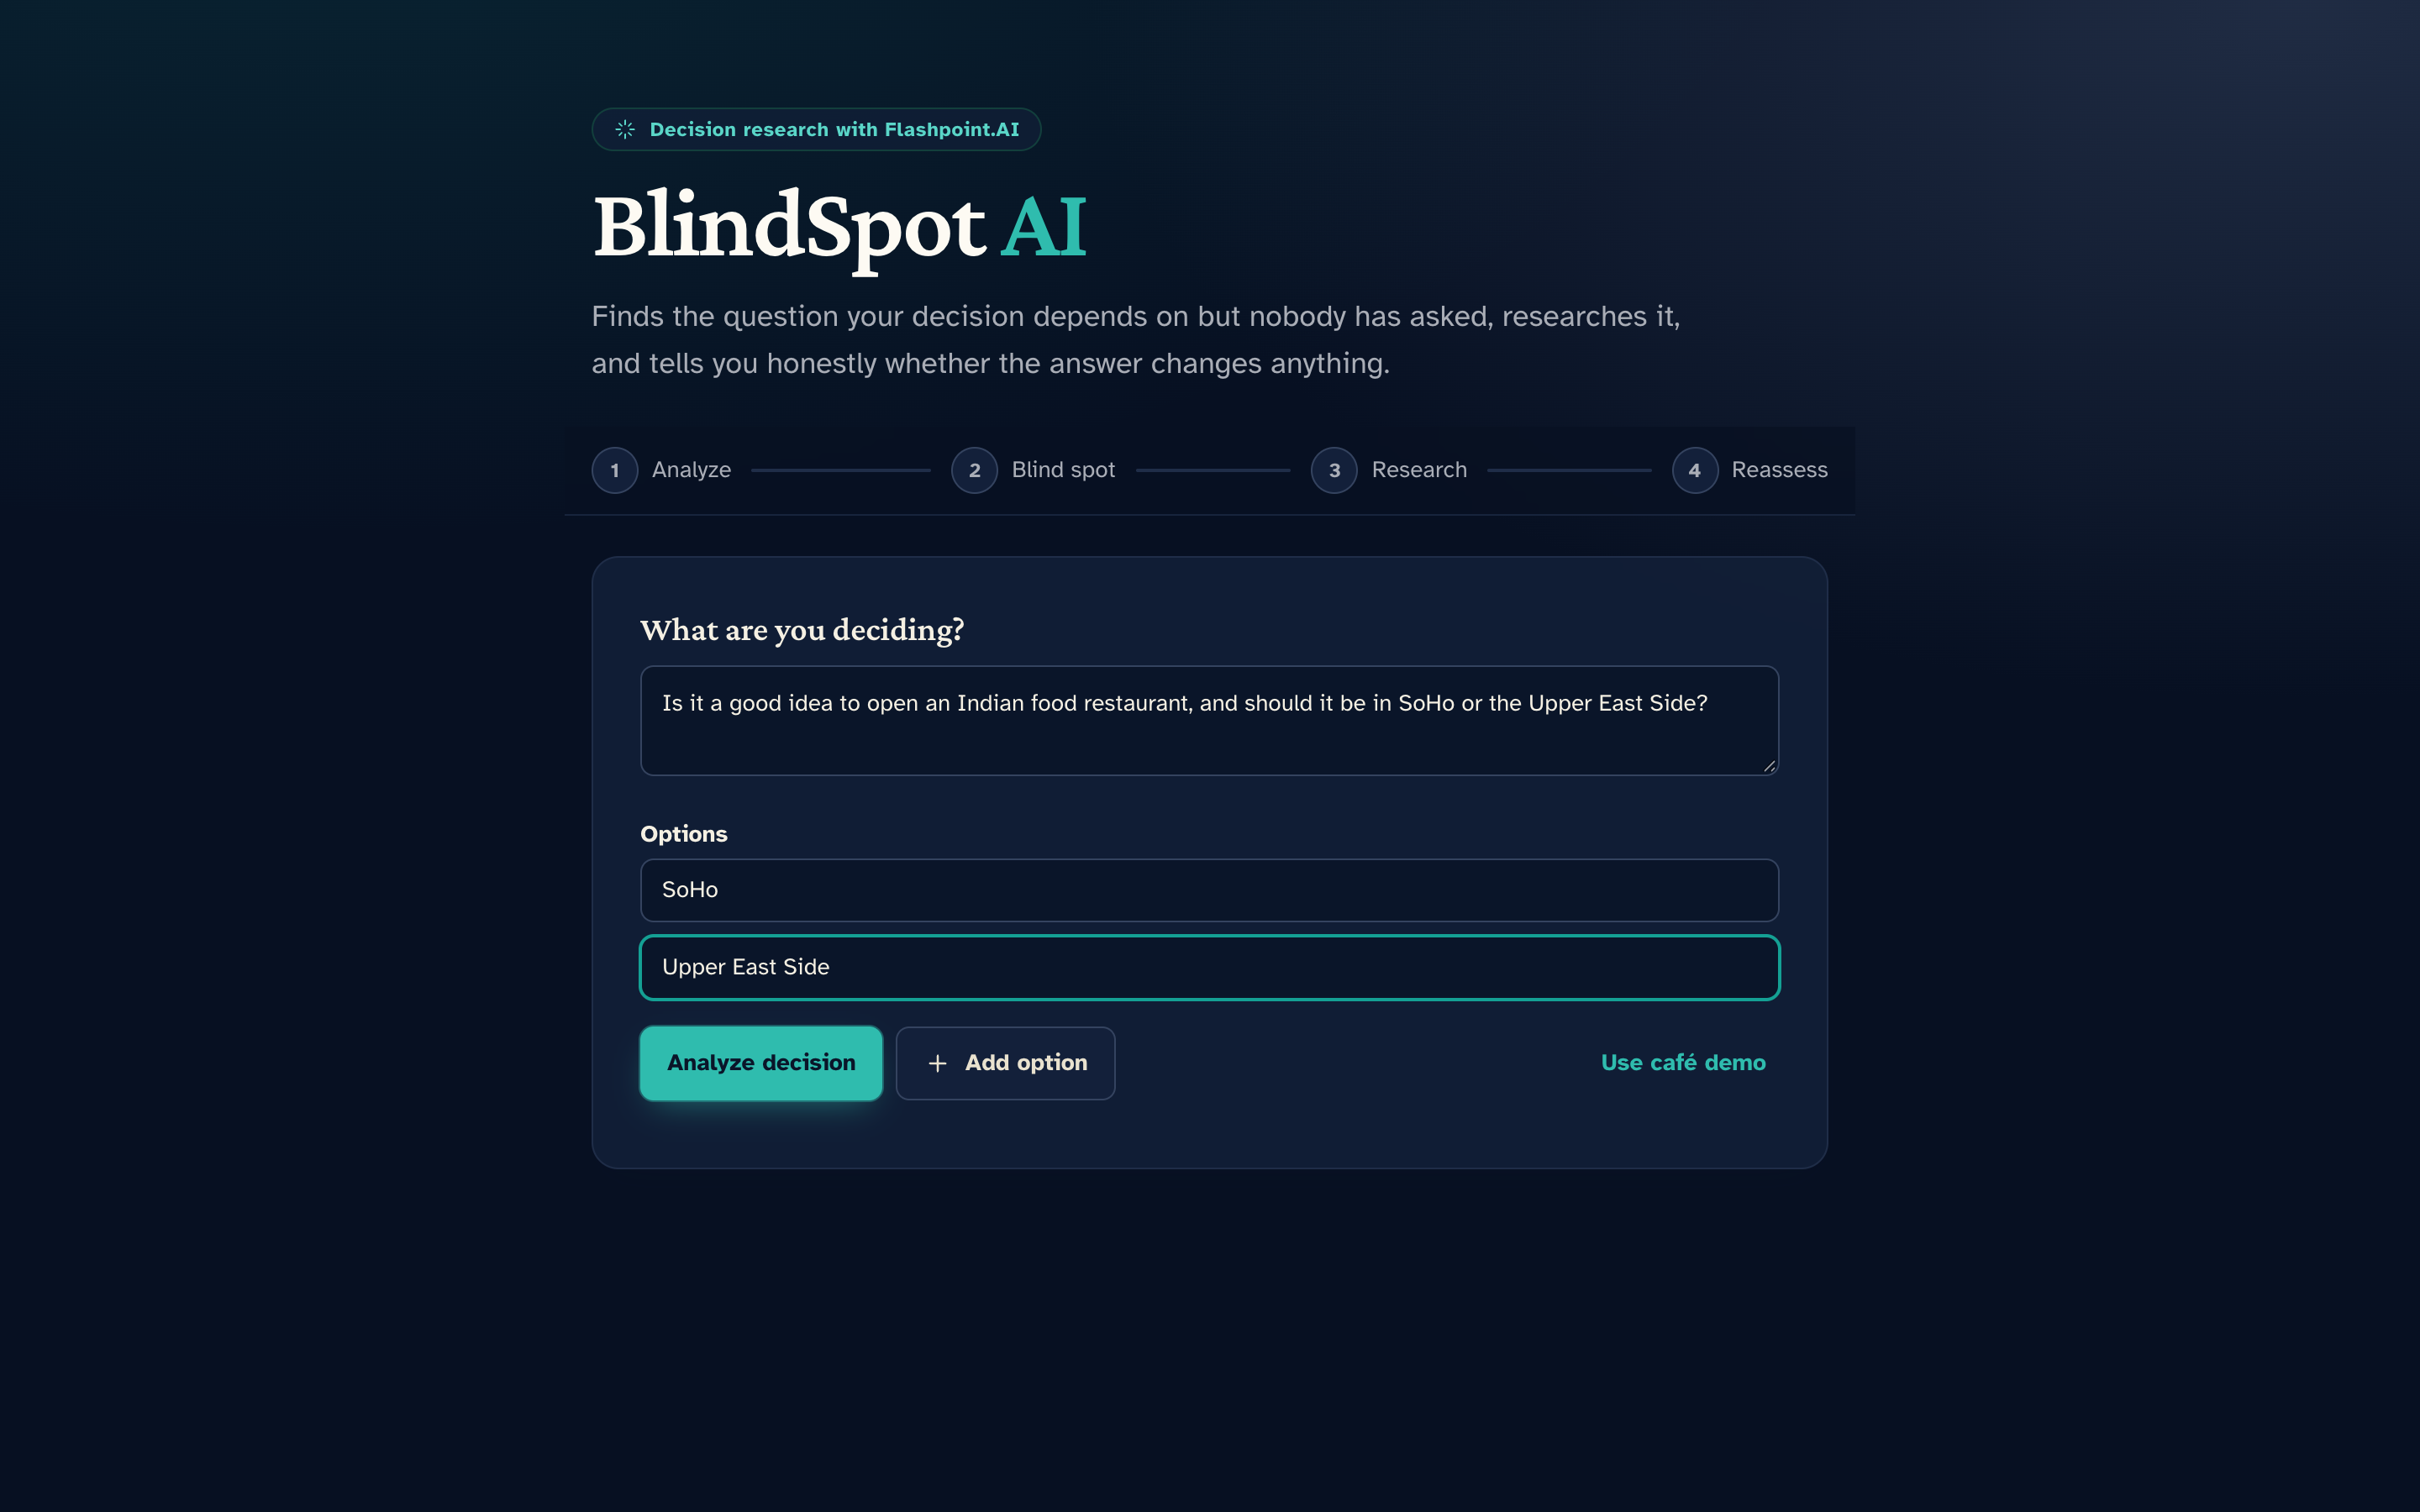 Decision research with Flashpoint.AI
BlindSpot AI
Finds the question your decision depends on but nobody has asked, researches it,
and tells you honestly whether the answer changes anything.
1 Analyze 2 Blind spot 3 Research 4 Reassess
What are you deciding?
Is it a good idea to open an Indian food restaurant, and should it be in SoHo or the Upper East Side?
Options
SoHo
Upper East Side
Analyze decision + Add option Use café demo